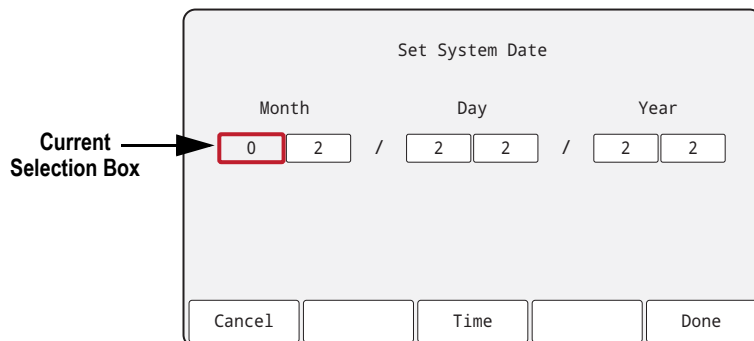 Set System Date
Month Day Year
Current
Selection Box
0 2 / 2 2 / 2 2
Cancel Time Done